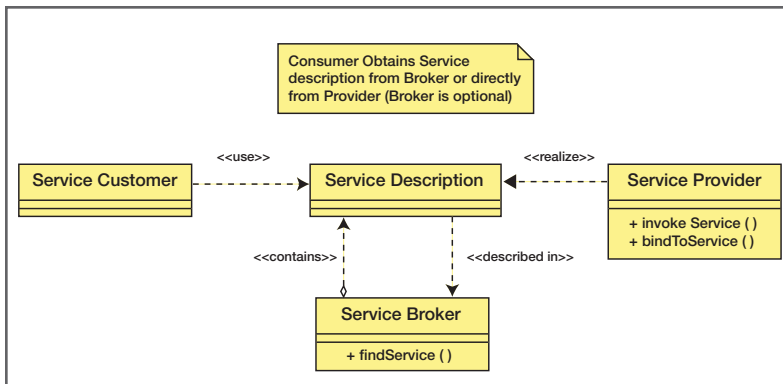 Consumer Obtains Service
description from Broker or directly
from Provider (Broker is optional)
<<use>>
<<realize>>
Service Customer
Service Description
Service Provider
+ invoke Service ( )
+ bindToService ( )
<<contains>>
<<described in>>
Service Broker
+ findService ( )